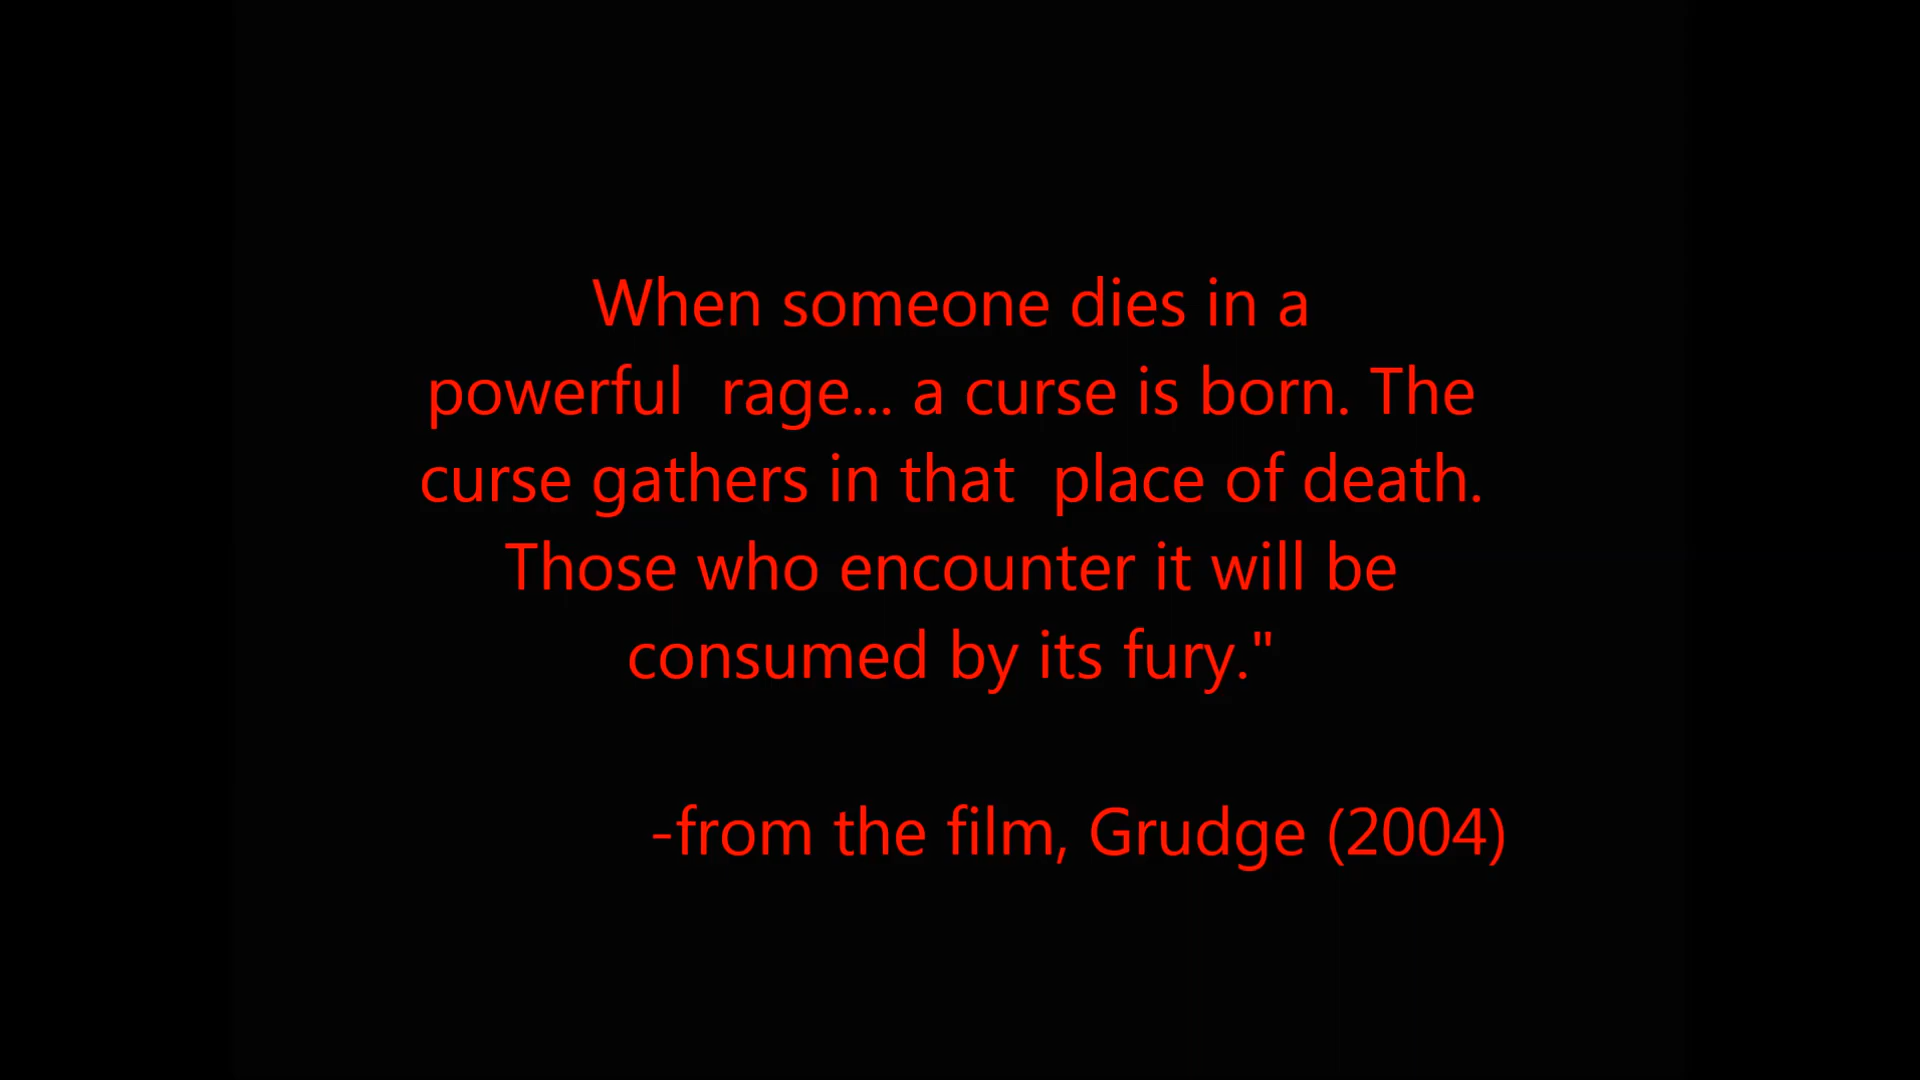 When someone dies in a
powerful  rage... a curse is born. The
curse gathers in that  place of death.
Those who encounter it will be
consumed by its fury."
-from the film, Grudge (2004)